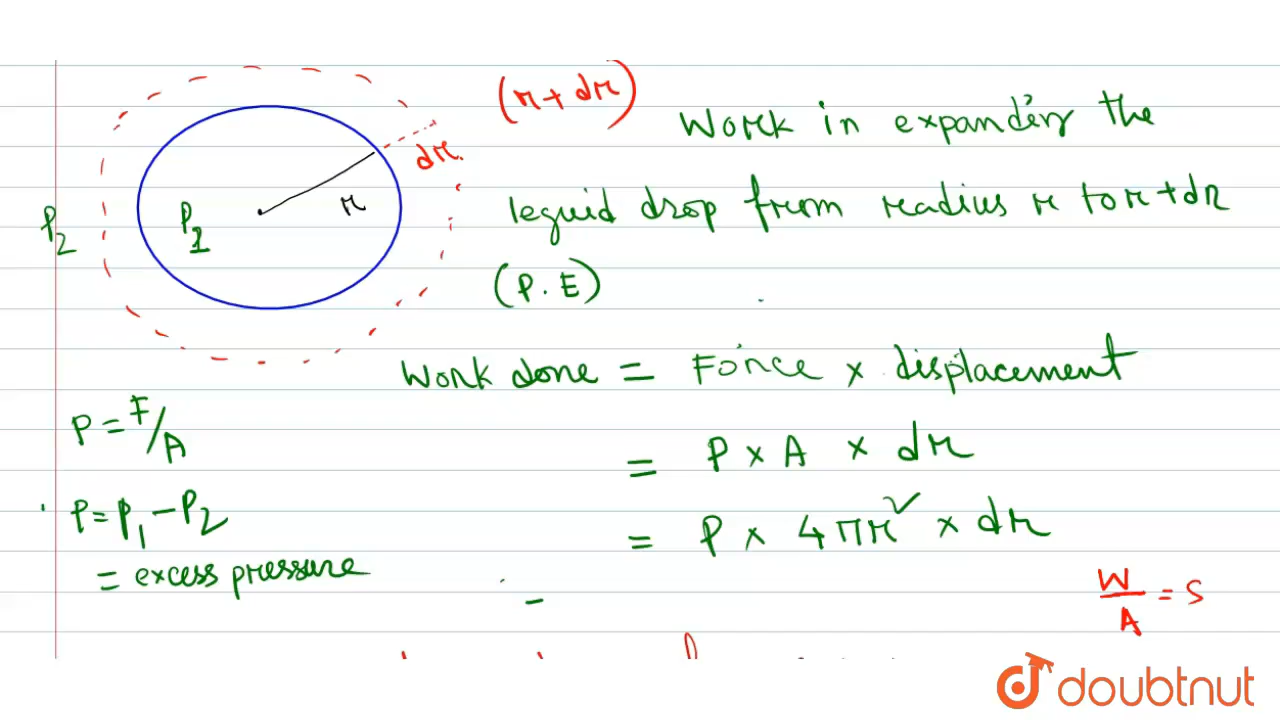 (r + dr)
Work in expanding the
dr.
P2
P1
r
liquid drop from radius r to r + dr
(P.E)
Work done = Force × displacement
P = F/A
= P × A × dr
P = P1 - P2
= P × 4πr² × dr
= excess pressure
W/A = S
=
doubtnut